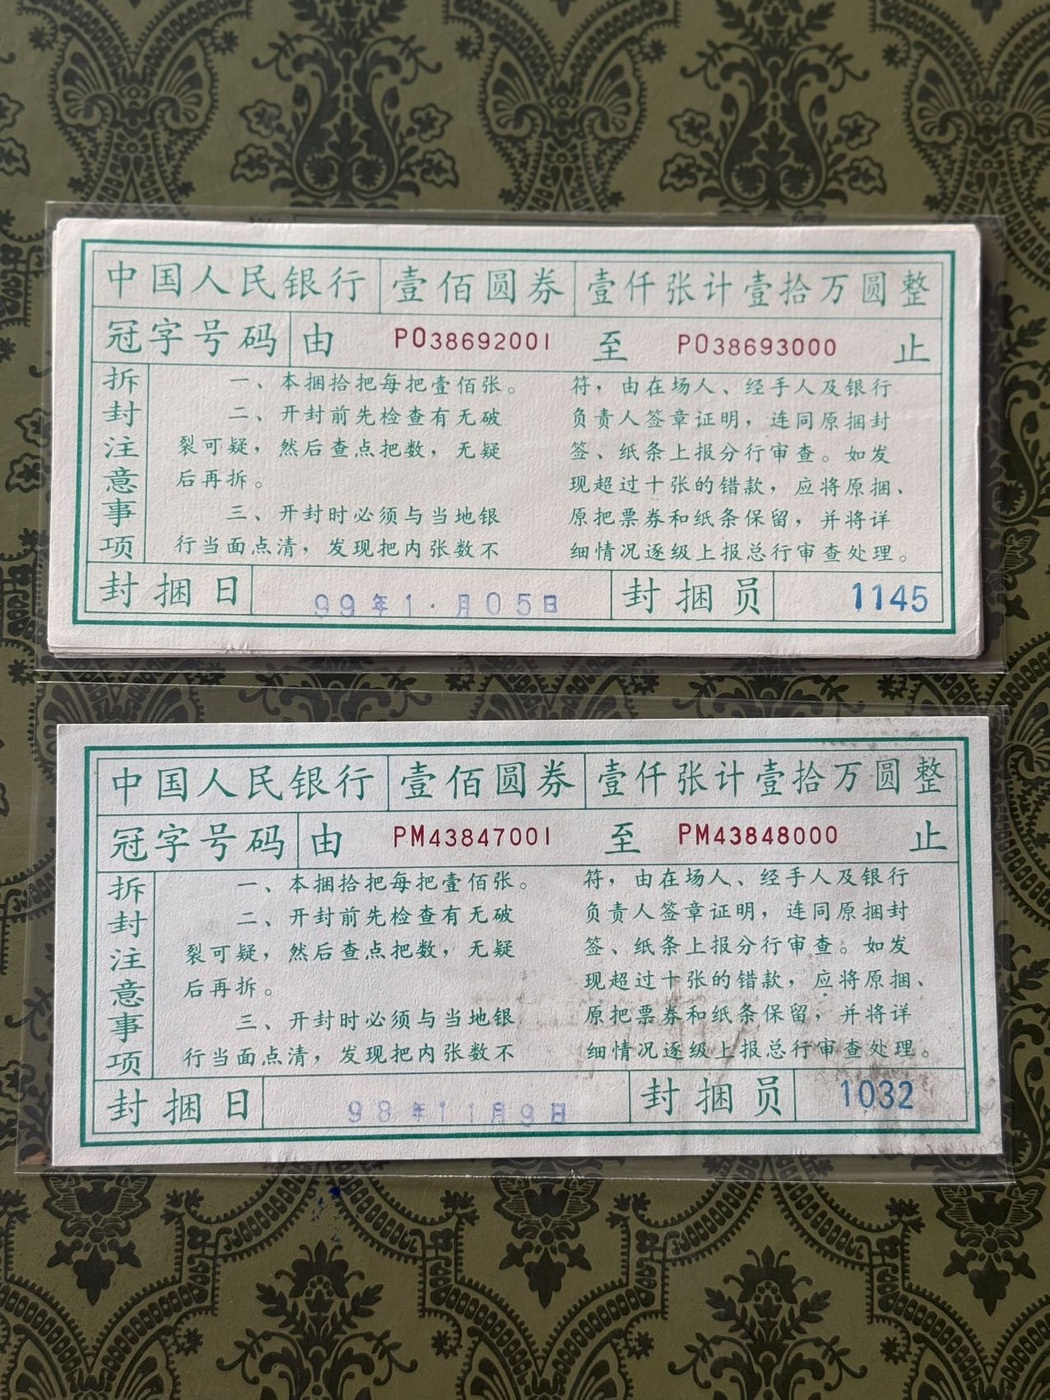 中国人民银行 壹佰圆券 壹仟张计壹拾万圆整
冠字号码 由 PO38692001 至 PO38693000 止
拆封注意事项
一、本捆拾把每把壹佰张。
二、开封前先检查有无破
裂可疑，然后查点把数，无疑
后再拆。
三、开封时必须与当地银
行当面点清，发现把内张数不
符，由在场人、经手人及银行
负责人签章证明，连同原捆封
签、纸条上报分行审查。如发
现超过十张的错款，应将原捆、
原把票券和纸条保留，并将详
细情况逐级上报总行审查处理。
封捆日 99年1·月05日 封捆员 1145
中国人民银行 壹佰圆券 壹仟张计壹拾万圆整
冠字号码 由 PM43847001 至 PM43848000 止
拆封注意事项
一、本捆拾把每把壹佰张。
二、开封前先检查有无破
裂可疑，然后查点把数，无疑
后再拆。
三、开封时必须与当地银
行当面点清，发现把内张数不
符，由在场人、经手人及银行
负责人签章证明，连同原捆封
签、纸条上报分行审查。如发
现超过十张的错款，应将原捆、
原把票券和纸条保留，并将详
细情况逐级上报总行审查处理。
封捆日 98年11月9日 封捆员 1032